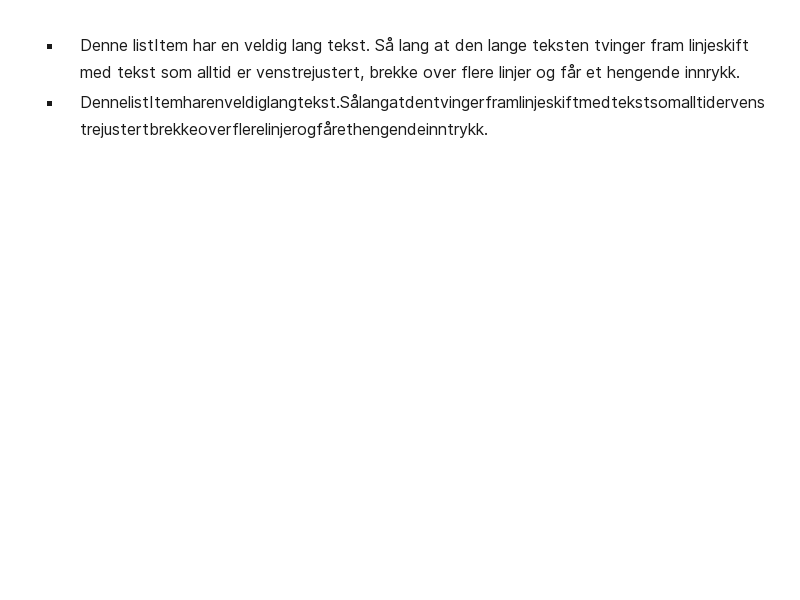 ▪ Denne listItem har en veldig lang tekst. Så lang at den lange teksten tvinger fram linjeskift
med tekst som alltid er venstrejustert, brekke over flere linjer og får et hengende innrykk.
▪ DennelistItemharenveldiglangtekst.Sålangatdentvingerframlinjeskiftmedtekstsomalltidervens
trejustertbrekkeoverflerelinjerogfårethengendeinntrykk.